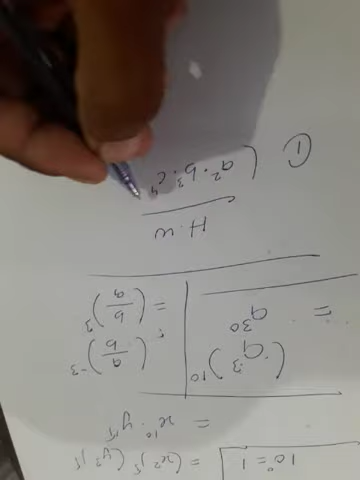 10° = 1 = (x²)⁵ (y³)⁵
= x¹⁰ · y¹⁵
(a³)¹⁰ (a/b)⁻³
= a³⁰ = (b/a)³
H.w
① (a² · b³ · c⁴